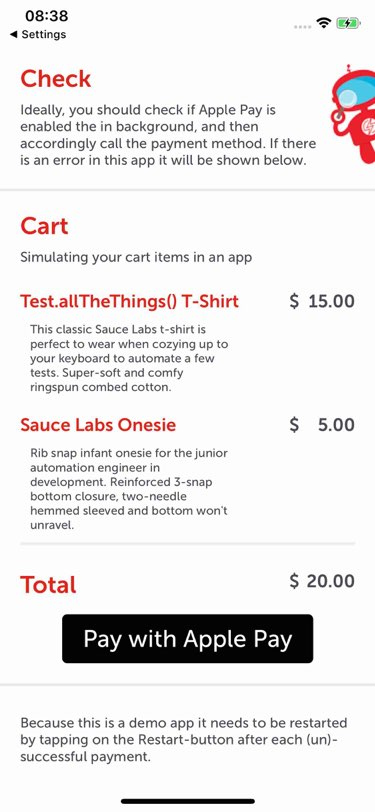 08:38
◀ Settings
Check
Ideally, you should check if Apple Pay is
enabled the in background, and then
accordingly call the payment method. If there
is an error in this app it will be shown below.
Cart
Simulating your cart items in an app
Test.allTheThings() T-Shirt $ 15.00
This classic Sauce Labs t-shirt is
perfect to wear when cozying up to
your keyboard to automate a few
tests. Super-soft and comfy
ringspun combed cotton.
Sauce Labs Onesie $ 5.00
Rib snap infant onesie for the junior
automation engineer in
development. Reinforced 3-snap
bottom closure, two-needle
hemmed sleeved and bottom won't
unravel.
Total $ 20.00
Pay with Apple Pay
Because this is a demo app it needs to be restarted
by tapping on the Restart-button after each (un)-
successful payment.